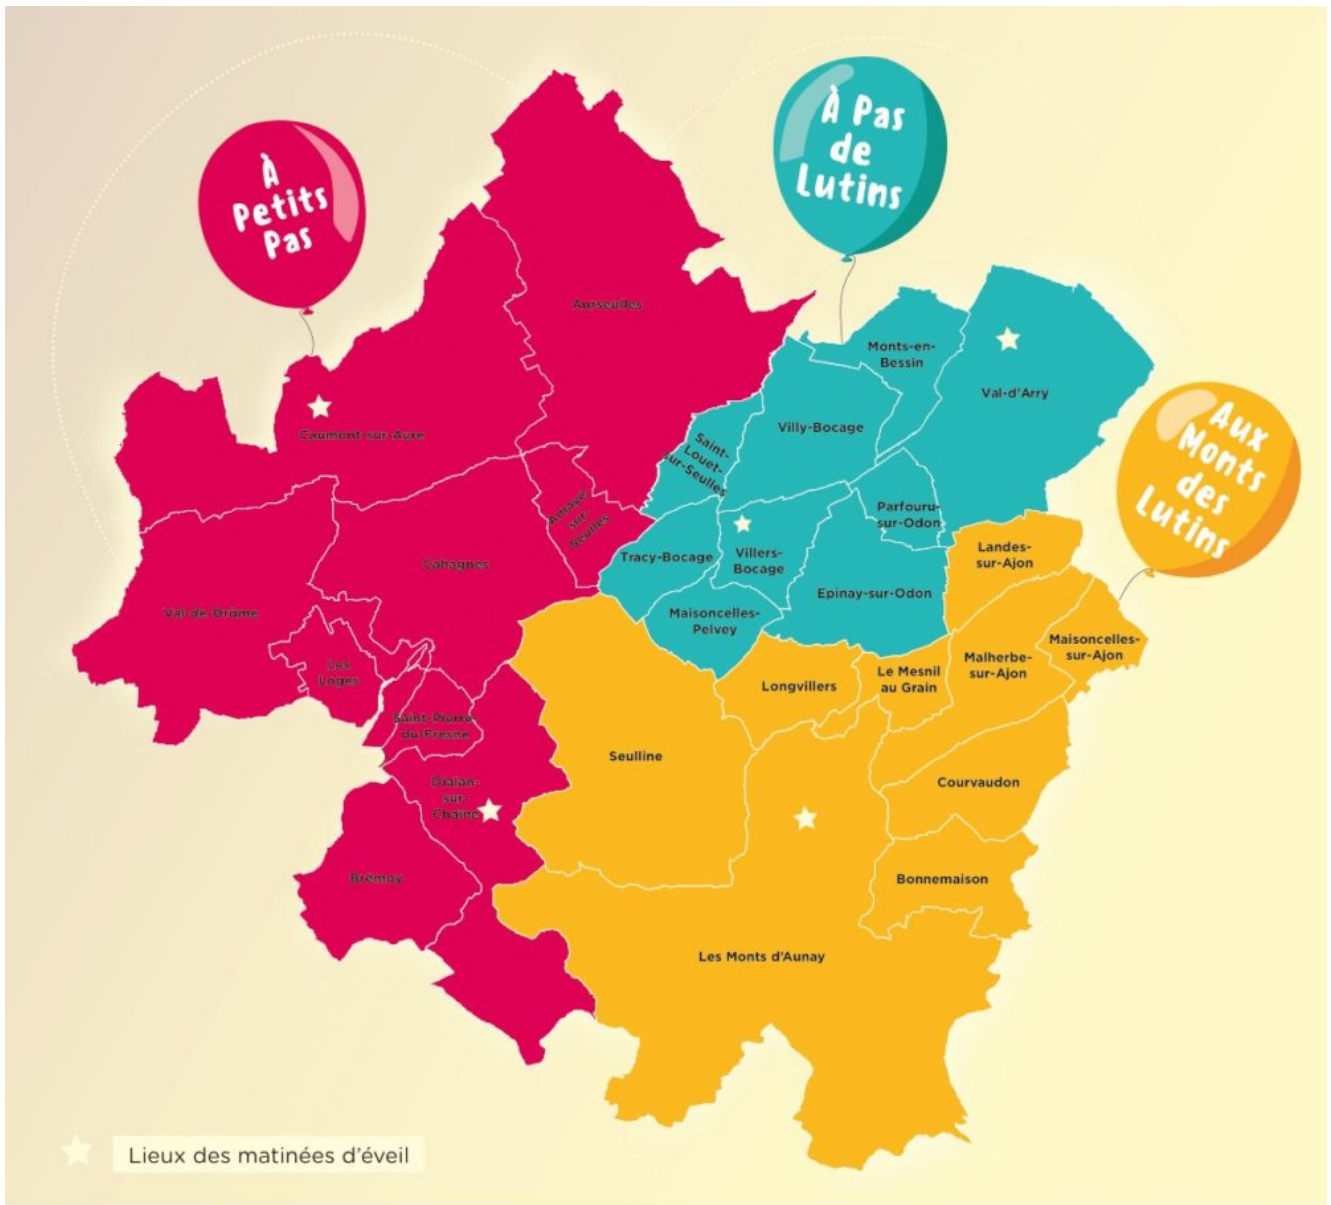 À
Petits
Pas
À Pas
de
Lutins
Aux
Monts
des
Lutins
Aurseulles
Caumont-sur-Aure
Amayé-
sur-
Seulles
Cahagnes
Val-de-Drôme
Les
Loges
Saint-Pierre-
du-Fresne
Dialan-
sur-
Chaîne
Brémoy
Monts-en-
Bessin
Val-d'Arry
Villy-Bocage
Saint-
Louet-
sur-Seulles
Parfouru-
sur-Odon
Tracy-Bocage
Villers-
Bocage
Epinay-sur-Odon
Maisoncelles-
Pelvey
Landes-
sur-Ajon
Maisoncelles-
sur-Ajon
Malherbe-
sur-Ajon
Le Mesnil
au Grain
Longvillers
Seulline
Courvaudon
Bonnemaison
Les Monts d'Aunay
Lieux des matinées d'éveil